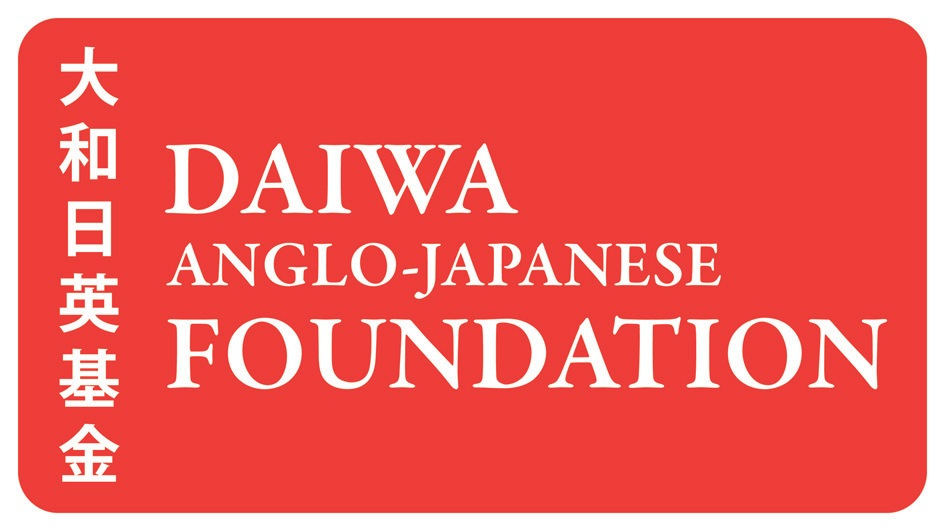 大和日英基金
DAIWA
ANGLO-JAPANESE
FOUNDATION